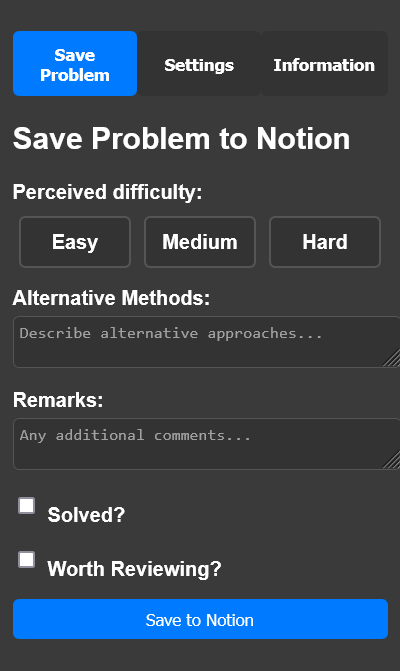 Save
Problem
Settings
Information
Save Problem to Notion
Perceived difficulty:
Easy
Medium
Hard
Alternative Methods:
Describe alternative approaches...
Remarks:
Any additional comments...
Solved?
Worth Reviewing?
Save to Notion